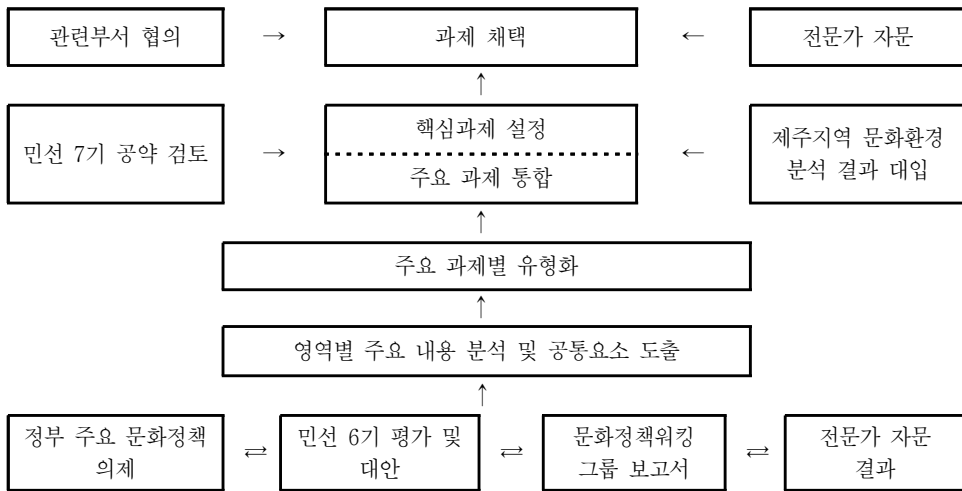 관련부서 협의 → 과제 채택 ← 전문가 자문
↑
민선 7기 공약 검토 → 핵심과제 설정
주요 과제 통합 ← 제주지역 문화환경
분석 결과 대입
↑
주요 과제별 유형화
↑
영역별 주요 내용 분석 및 공통요소 도출
↑
정부 주요 문화정책
의제 ⇄ 민선 6기 평가 및
대안 ⇄ 문화정책워킹
그룹 보고서 ⇄ 전문가 자문
결과